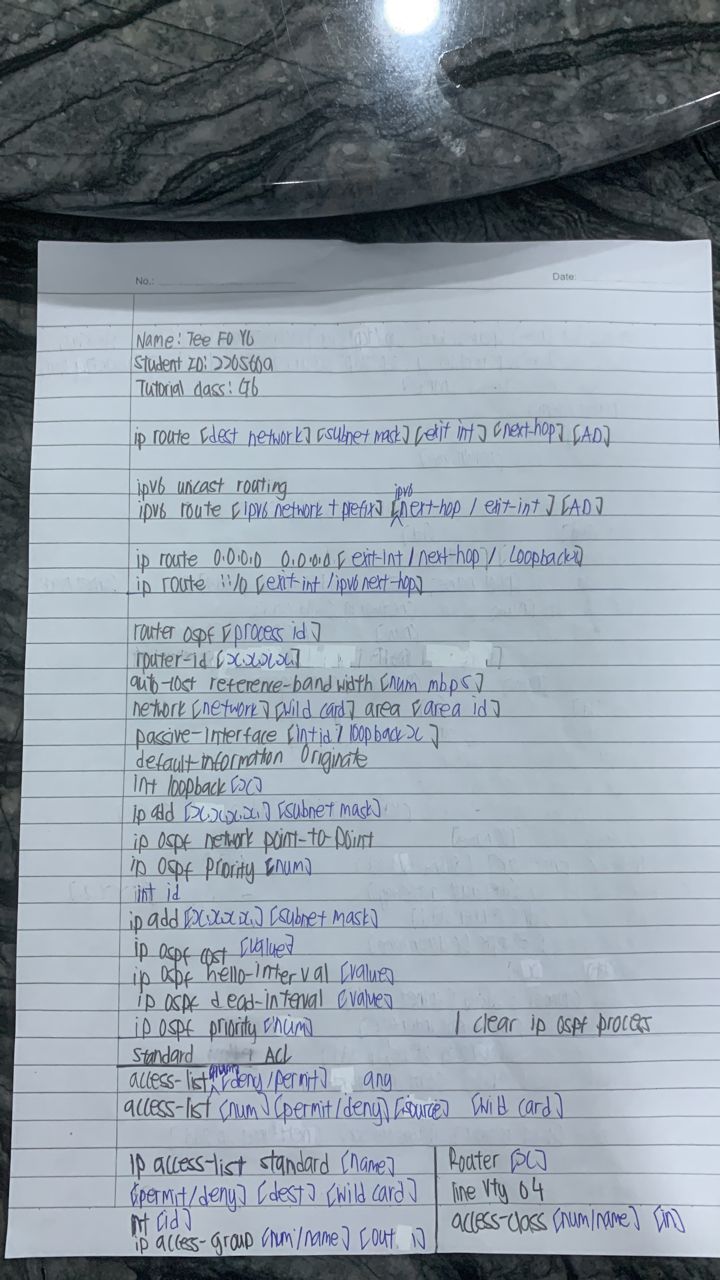 No.:
Date:
Name: Tee Fo Yb
Student ID: 220560a
Tutorial class: G6
ip route [dest network] [subnet mask] [exit int] [next-hop] [AD]
ipv6 unicast routing
ipv6
ipv6 route [ipv6 network + prefix] [next-hop / exit-int] [AD]
ip route 0.0.0.0 0.0.0.0 [exit-int / next-hop / loopback x]
ip route ::/0 [exit-int / ipv6 next-hop]
router ospf [process id]
router-id [x.x.x.x]
auto-cost reference-bandwidth [num mbps]
network [network] [wild card] area [area id]
passive-interface [int id / loopback x]
default-information originate
int loopback [x]
ip add [x.x.x.x] [subnet mask]
ip ospf network point-to-point
ip ospf priority [num]
int id
ip add [x.x.x.x] [subnet mask]
ip ospf cost [value]
ip ospf hello-interval [value]
ip ospf dead-interval [value]
ip ospf priority [num] | clear ip ospf process
Standard ACL
access-list [num] [deny/permit] any
access-list [num] [permit/deny] [source] [wild card]
ip access-list standard [name]
[permit/deny] [dest] [wild card]
int [id]
ip access-group [num/name] [out]
Router [x]
line vty 0 4
access-class [num/name] [in]